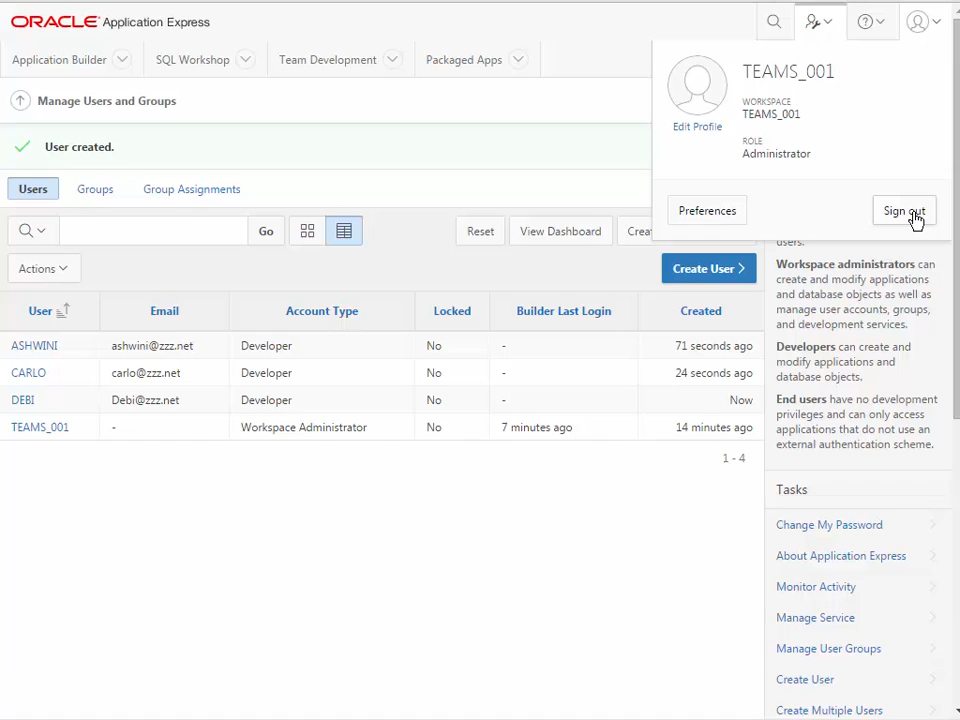 ORACLE Application Express
Application Builder
SQL Workshop
Team Development
Packaged Apps
TEAMS_001
WORKSPACE
TEAMS_001
Edit Profile
ROLE
Administrator
Preferences
Sign out
Manage Users and Groups
User created.
Users
Groups
Group Assignments
Go
Reset
View Dashboard
Actions
Create User
User
Email
Account Type
Locked
Builder Last Login
Created
ASHWINI
ashwini@zzz.net
Developer
No
-
71 seconds ago
CARLO
carlo@zzz.net
Developer
No
-
24 seconds ago
DEBI
Debi@zzz.net
Developer
No
-
Now
TEAMS_001
-
Workspace Administrator
No
7 minutes ago
14 minutes ago
1 - 4
users.
Workspace administrators can
create and modify applications
and database objects as well as
manage user accounts, groups,
and development services.
Developers can create and
modify applications and
database objects.
End users have no development
privileges and can only access
applications that do not use an
external authentication scheme.
Tasks
Change My Password
About Application Express
Monitor Activity
Manage Service
Manage User Groups
Create User
Create Multiple Users